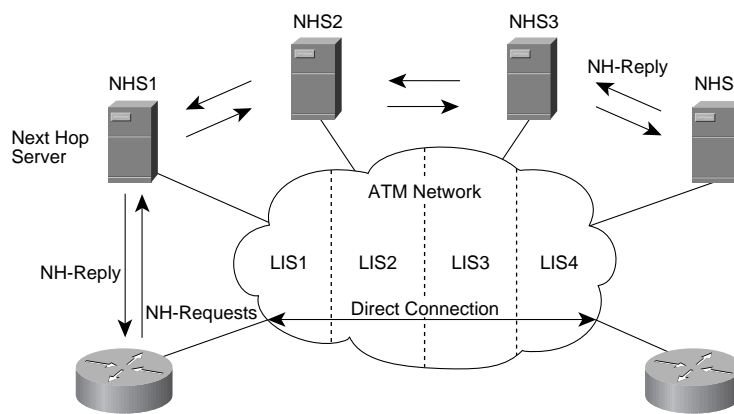 NHS2
NHS3
NHS1
NH-Reply
NHS
Next Hop
Server
ATM Network
LIS1
LIS2
LIS3
LIS4
NH-Reply
NH-Requests
Direct Connection